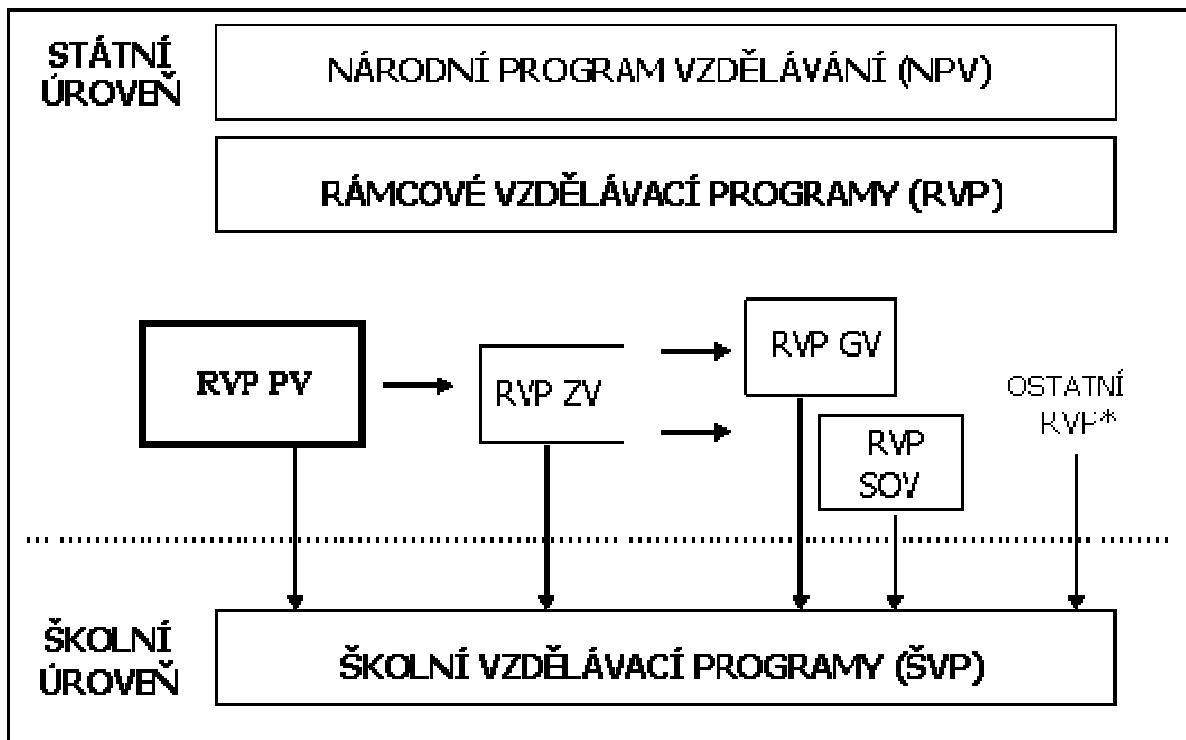 STÁTNÍ
ÚROVEŇ
NÁRODNÍ PROGRAM VZDĚLÁVÁNÍ (NPV)
RÁMCOVÉ VZDĚLÁVACÍ PROGRAMY (RVP)
RVP PV
RVP ZV
RVP GV
RVP
SOV
OSTATNÍ
RVP*
ŠKOLNÍ
ÚROVEŇ
ŠKOLNÍ VZDĚLÁVACÍ PROGRAMY (ŠVP)